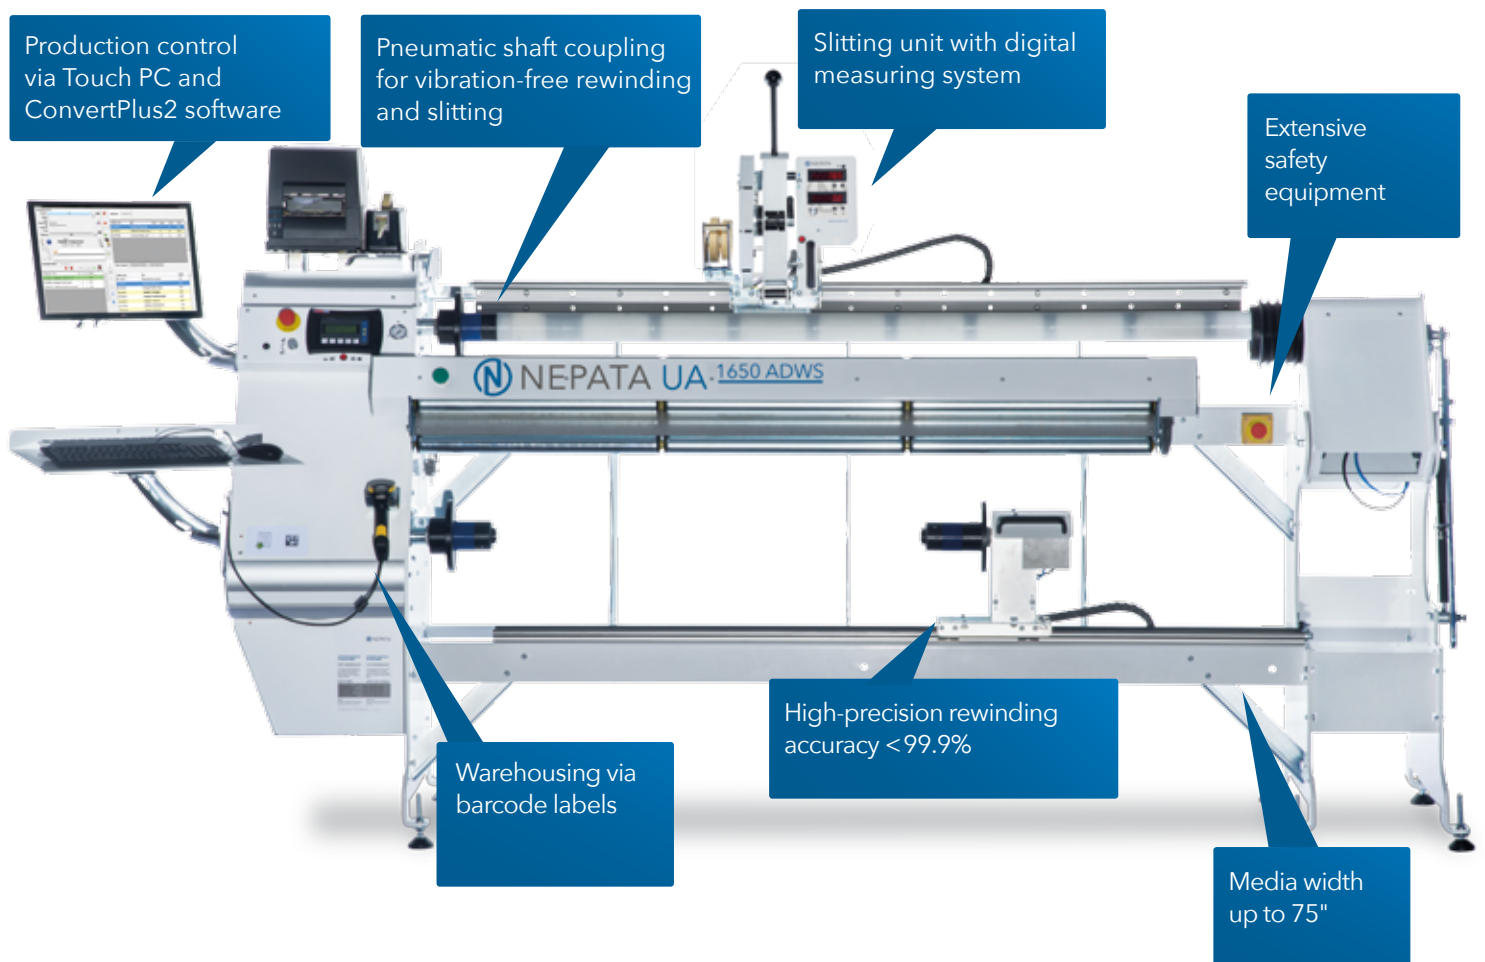 Production control
via Touch PC and
ConvertPlus2 software
Pneumatic shaft coupling
for vibration-free rewinding
and slitting
Slitting unit with digital
measuring system
Extensive
safety
equipment
NEPATA
NEPATA UA-1650 ADWS
NEPATA
High-precision rewinding
accuracy <99.9%
Warehousing via
barcode labels
Media width
up to 75"